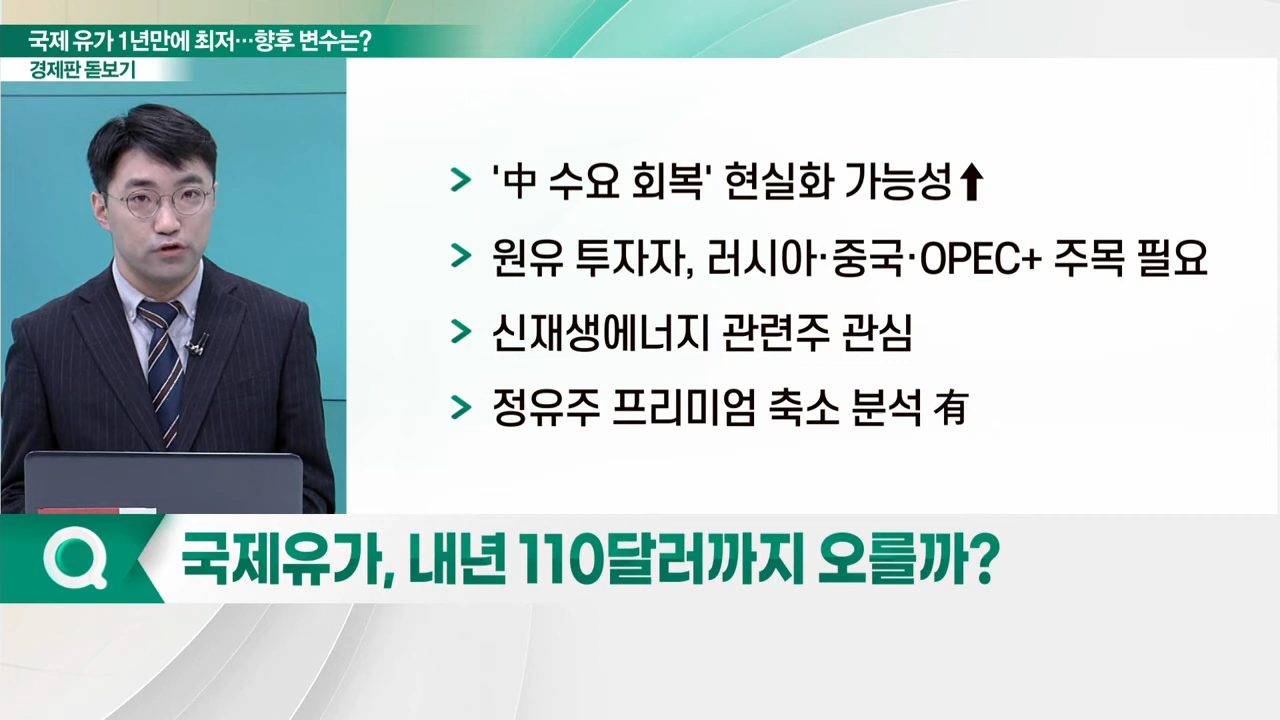 국제 유가 1년만에 최저…향후 변수는?
경제판 돋보기
> '中 수요 회복' 현실화 가능성⬆
> 원유 투자자, 러시아·중국·OPEC+ 주목 필요
> 신재생에너지 관련주 관심
> 정유주 프리미엄 축소 분석 有
Q 국제유가, 내년 110달러까지 오를까?